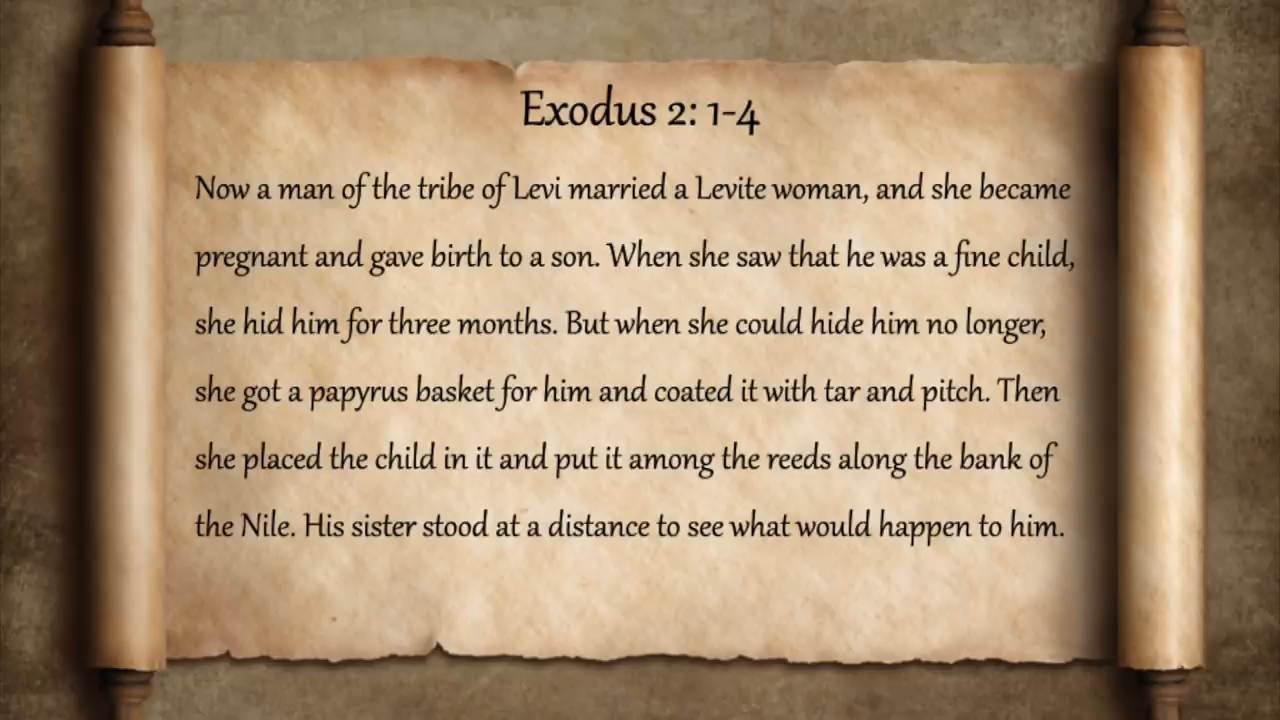 Exodus 2: 1-4
Now a man of the tribe of Levi married a Levite woman, and she became
pregnant and gave birth to a son. When she saw that he was a fine child,
she hid him for three months. But when she could hide him no longer,
she got a papyrus basket for him and coated it with tar and pitch. Then
she placed the child in it and put it among the reeds along the bank of
the Nile. His sister stood at a distance to see what would happen to him.